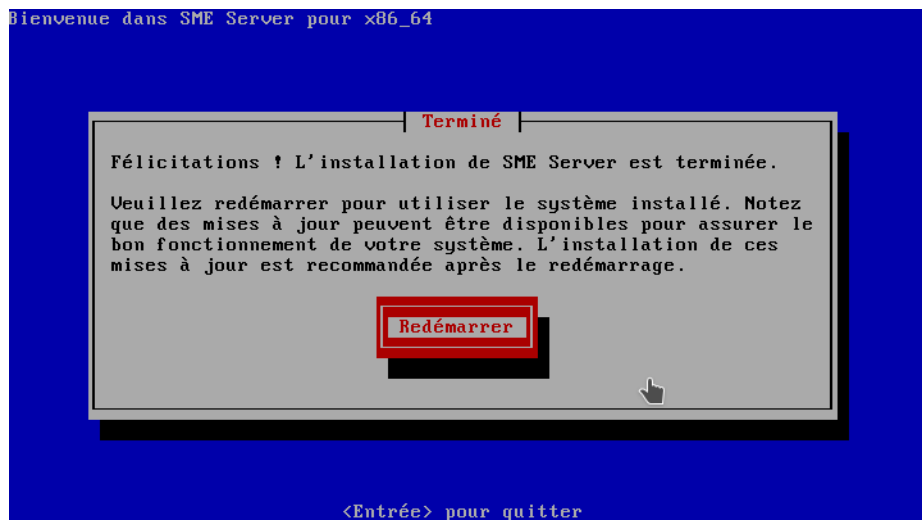 Bienvenue dans SME Server pour x86_64
Terminé
Félicitations ! L'installation de SME Server est terminée.
Veuillez redémarrer pour utiliser le système installé. Notez
que des mises à jour peuvent être disponibles pour assurer le
bon fonctionnement de votre système. L'installation de ces
mises à jour est recommandée après le redémarrage.
Redémarrer
<Entrée> pour quitter